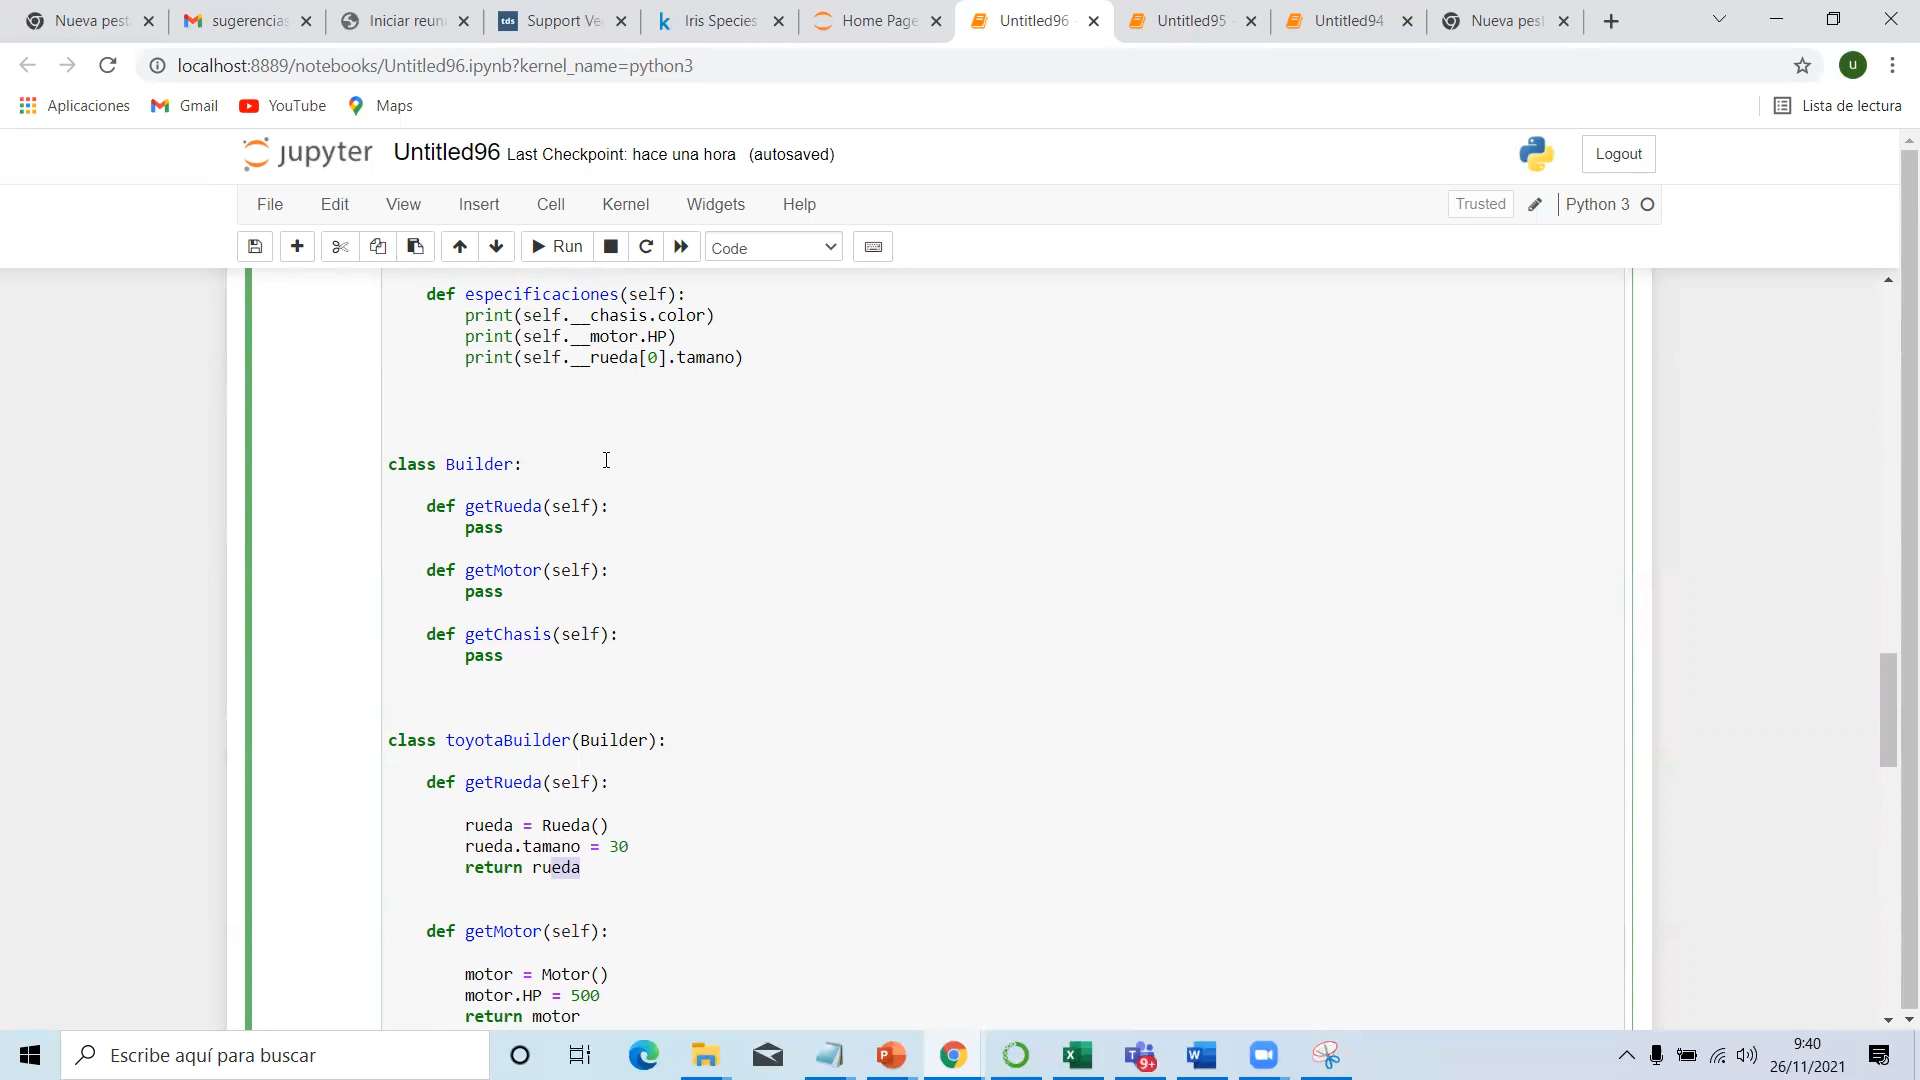 Nueva pest
sugerencias
Iniciar reun
tds Support Ve
k Iris Species
Home Page
Untitled96
Untitled95
Untitled94
Nueva pest
localhost:8889/notebooks/Untitled96.ipynb?kernel_name=python3
u
Aplicaciones Gmail YouTube Maps Lista de lectura
jupyter Untitled96 Last Checkpoint: hace una hora (autosaved) Logout
File Edit View Insert Cell Kernel Widgets Help Trusted Python 3
Run Code
def especificaciones(self):
print(self.__chasis.color)
print(self.__motor.HP)
print(self.__rueda[0].tamano)
class Builder:
def getRueda(self):
pass
def getMotor(self):
pass
def getChasis(self):
pass
class toyotaBuilder(Builder):
def getRueda(self):
rueda = Rueda()
rueda.tamano = 30
return rueda
def getMotor(self):
motor = Motor()
motor.HP = 500
return motor
Escribe aquí para buscar
9+
9:40
26/11/2021